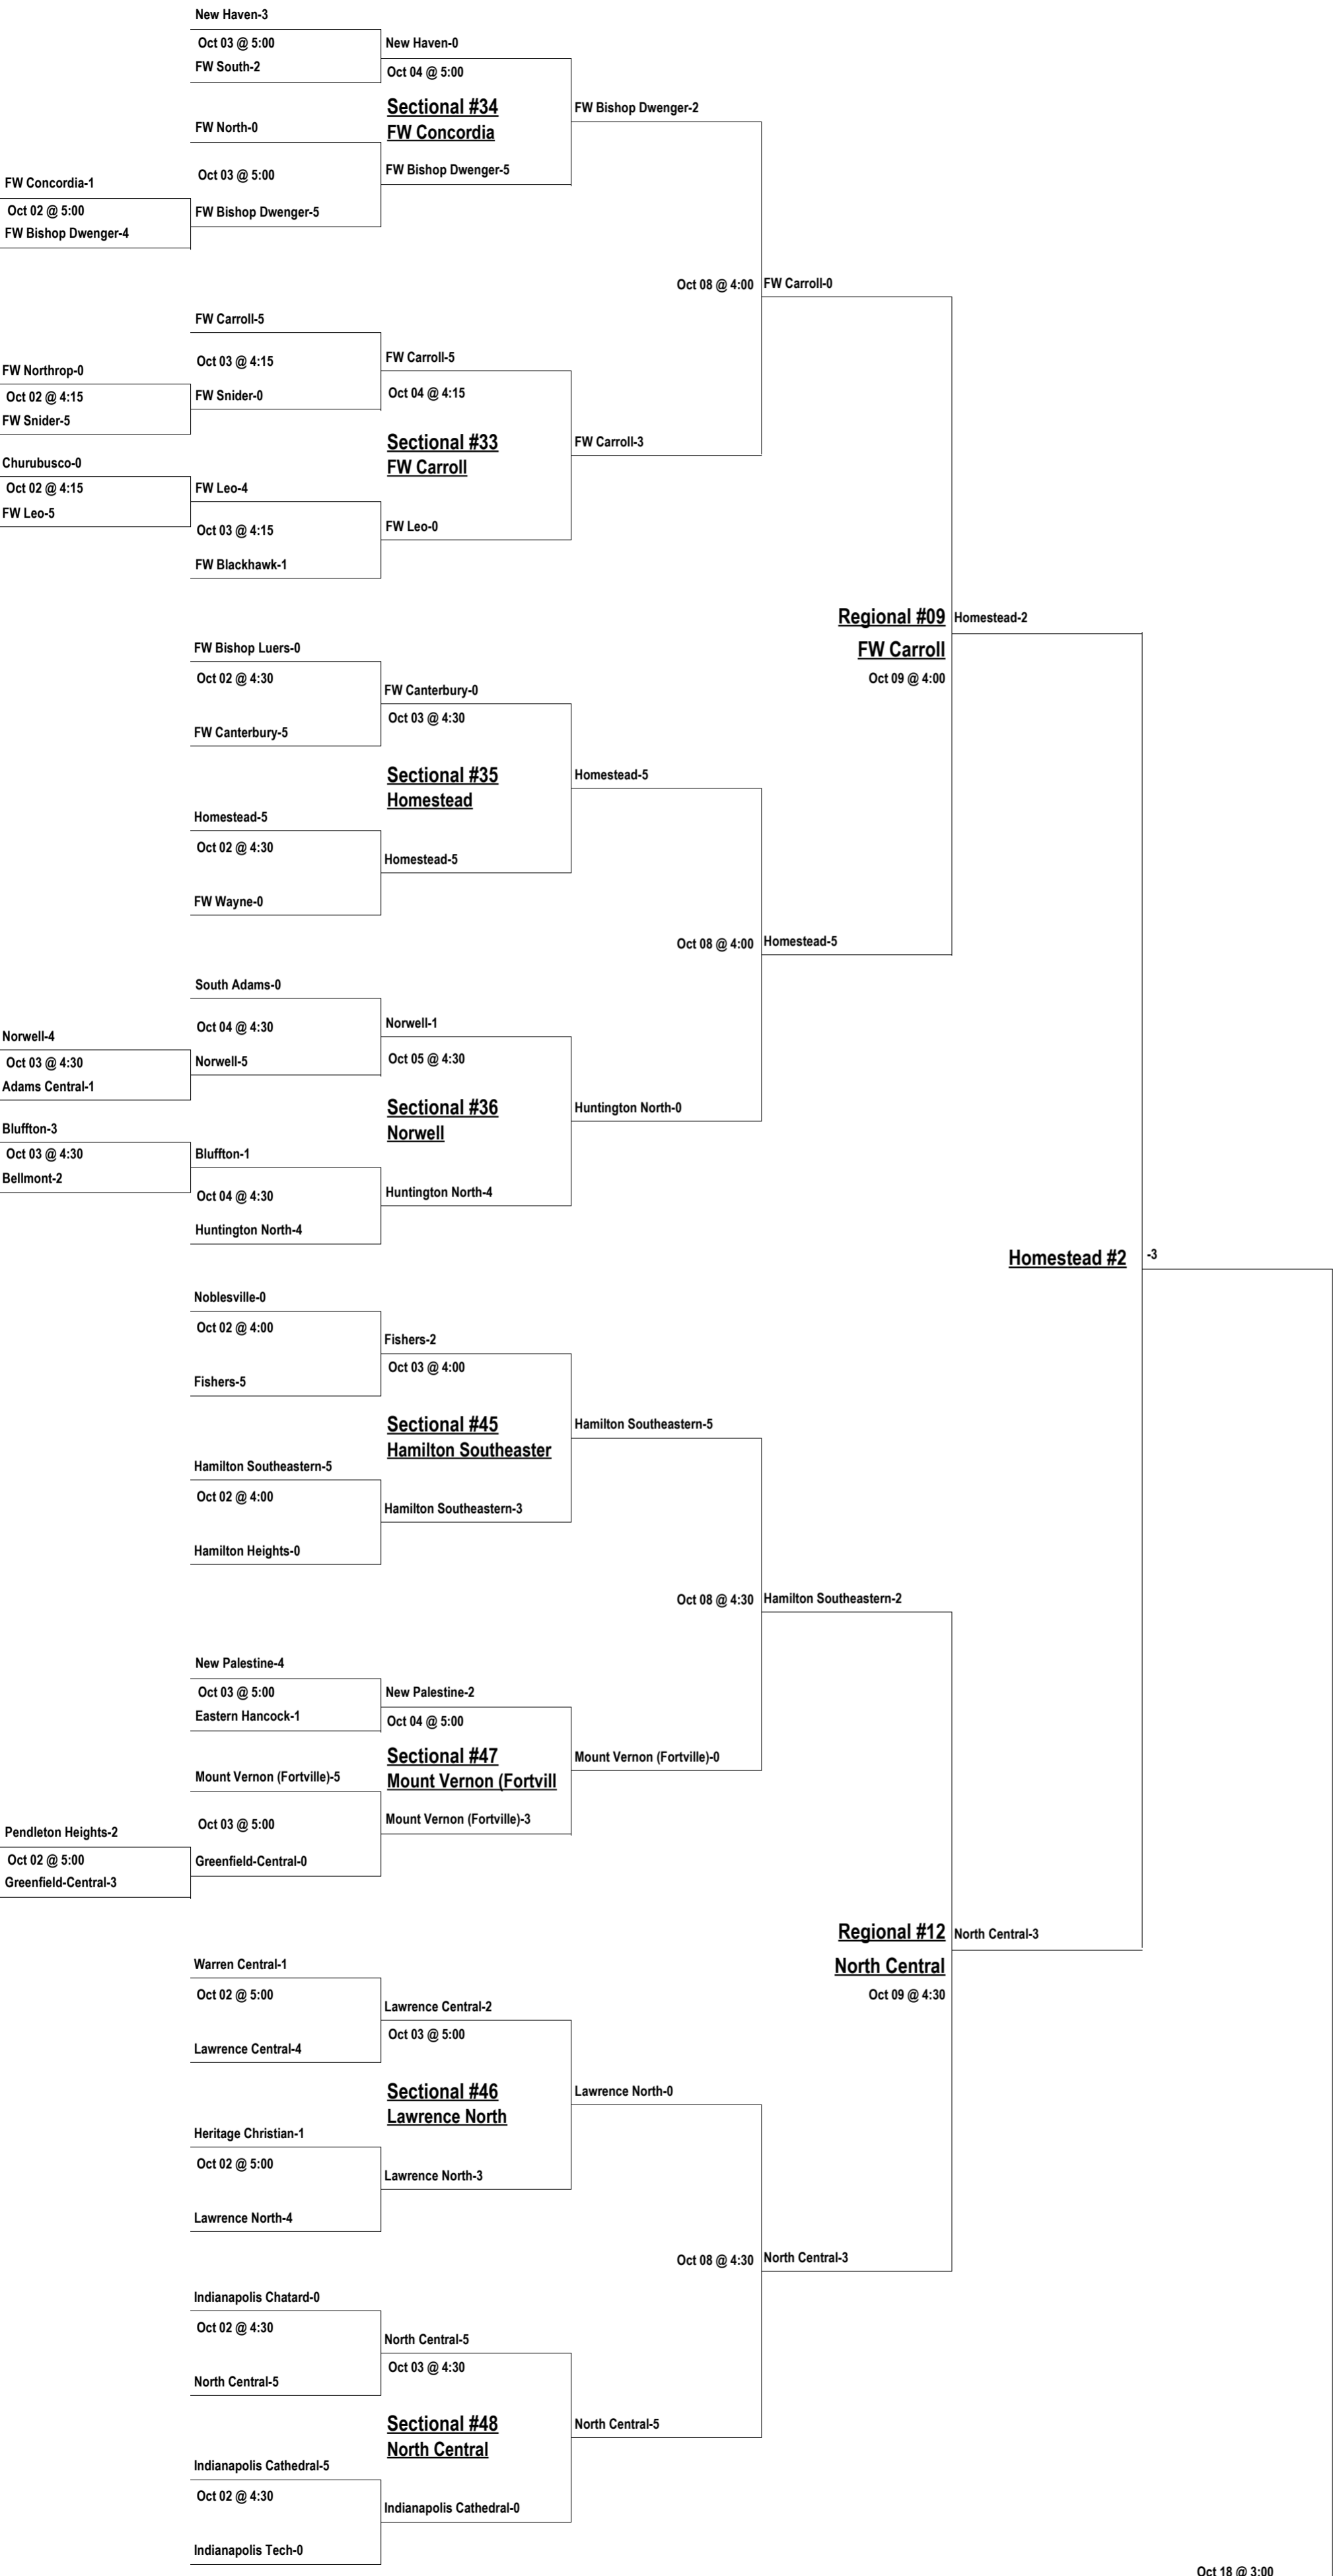 New Haven-3
Oct 03 @ 5:00
New Haven-0
FW South-2
Oct 04 @ 5:00
Sectional #34
FW Bishop Dwenger-2
FW North-0
FW Concordia
Oct 03 @ 5:00
FW Bishop Dwenger-5
FW Concordia-1
Oct 02 @ 5:00
FW Bishop Dwenger-5
FW Bishop Dwenger-4
Oct 08 @ 4:00
FW Carroll-0
FW Carroll-5
Oct 03 @ 4:15
FW Carroll-5
FW Northrop-0
Oct 02 @ 4:15
FW Snider-0
Oct 04 @ 4:15
FW Snider-5
Sectional #33
FW Carroll-3
FW Carroll
Churubusco-0
Oct 02 @ 4:15
FW Leo-4
FW Leo-5
Oct 03 @ 4:15
FW Leo-0
FW Blackhawk-1
Regional #09
Homestead-2
FW Carroll
Oct 09 @ 4:00
FW Bishop Luers-0
Oct 02 @ 4:30
FW Canterbury-0
Oct 03 @ 4:30
FW Canterbury-5
Sectional #35
Homestead-5
Homestead
Homestead-5
Oct 02 @ 4:30
Homestead-5
FW Wayne-0
Oct 08 @ 4:00
Homestead-5
South Adams-0
Oct 04 @ 4:30
Norwell-1
Norwell-4
Oct 03 @ 4:30
Norwell-5
Oct 05 @ 4:30
Adams Central-1
Sectional #36
Huntington North-0
Norwell
Bluffton-3
Oct 03 @ 4:30
Bluffton-1
Bellmont-2
Oct 04 @ 4:30
Huntington North-4
Huntington North-4
Homestead #2
-3
Noblesville-0
Oct 02 @ 4:00
Fishers-2
Oct 03 @ 4:00
Fishers-5
Sectional #45
Hamilton Southeastern-5
Hamilton Southeaster
Hamilton Southeastern-5
Oct 02 @ 4:00
Hamilton Southeastern-3
Hamilton Heights-0
Oct 08 @ 4:30
Hamilton Southeastern-2
New Palestine-4
Oct 03 @ 5:00
New Palestine-2
Eastern Hancock-1
Oct 04 @ 5:00
Sectional #47
Mount Vernon (Fortville)-0
Mount Vernon (Fortville)-5
Mount Vernon (Fortvill
Oct 03 @ 5:00
Mount Vernon (Fortville)-3
Pendleton Heights-2
Oct 02 @ 5:00
Greenfield-Central-0
Greenfield-Central-3
Regional #12
North Central-3
North Central
Oct 09 @ 4:30
Warren Central-1
Oct 02 @ 5:00
Lawrence Central-2
Oct 03 @ 5:00
Lawrence Central-4
Sectional #46
Lawrence North-0
Lawrence North
Heritage Christian-1
Oct 02 @ 5:00
Lawrence North-3
Lawrence North-4
Oct 08 @ 4:30
North Central-3
Indianapolis Chatard-0
Oct 02 @ 4:30
North Central-5
Oct 03 @ 4:30
North Central-5
Sectional #48
North Central-5
North Central
Indianapolis Cathedral-5
Oct 02 @ 4:30
Indianapolis Cathedral-0
Indianapolis Tech-0
Oct 18 @ 3:00